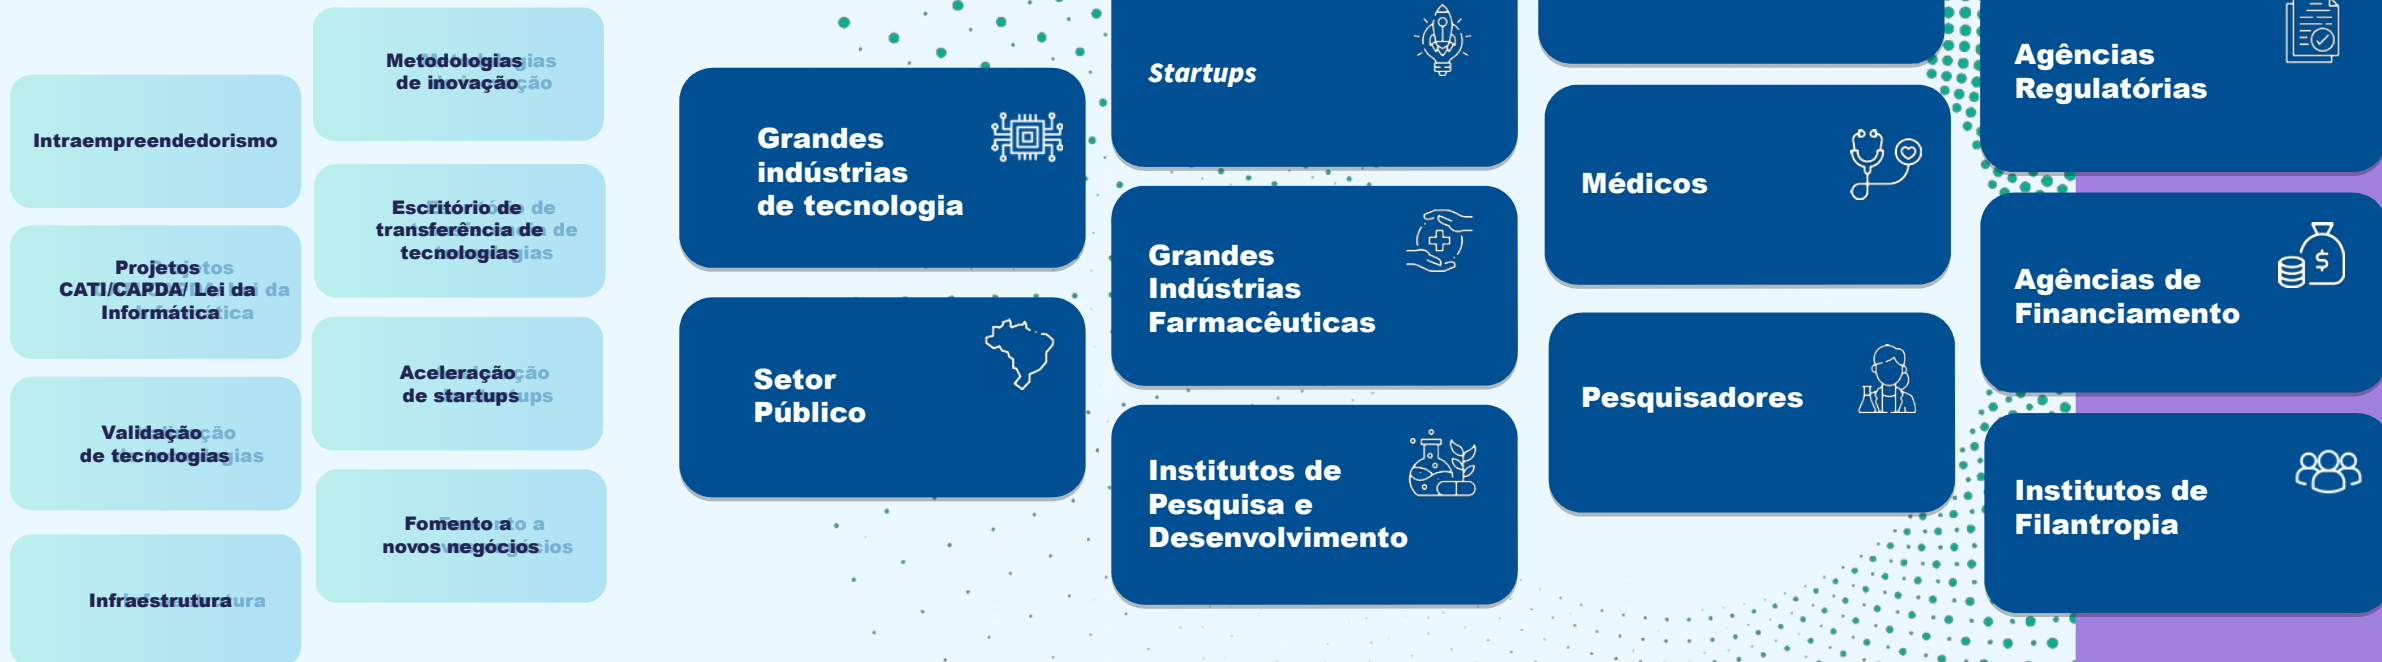 Intraempreendedorismo
Projetos
CATI/CAPDA/ Lei da
Informática
Validação
de tecnologias
Infraestrutura
Metodologias
de inovação
Escritório de
transferência de
tecnologias
Aceleração
de startups
Fomento a
novos negócios
Grandes
indústrias
de tecnologia
Setor
Público
Startups
Grandes
Indústrias
Farmacêuticas
Institutos de
Pesquisa e
Desenvolvimento
Médicos
Pesquisadores
Agências
Regulatórias
Agências de
Financiamento
Institutos de
Filantropia